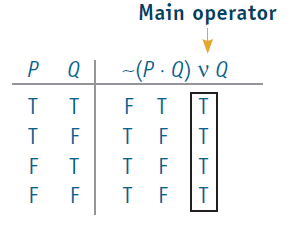 Main operator
P Q ~(P · Q) v Q
T T F T T
T F T F T
F T T F T
F F T F T